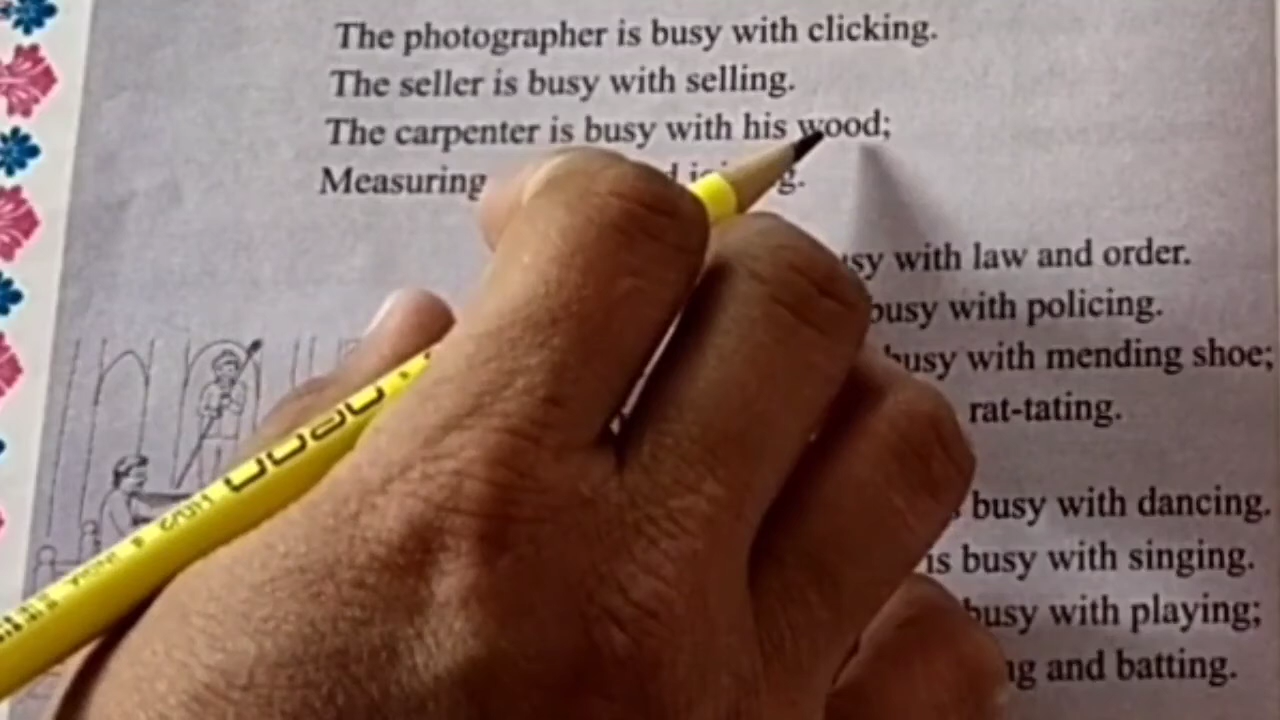 The photographer is busy with clicking.
The seller is busy with selling.
The carpenter is busy with his wood;
Measuring
with law and order.
busy with policing.
busy with mending shoe;
rat-tating.
busy with dancing.
is busy with singing.
busy with playing;
and batting.